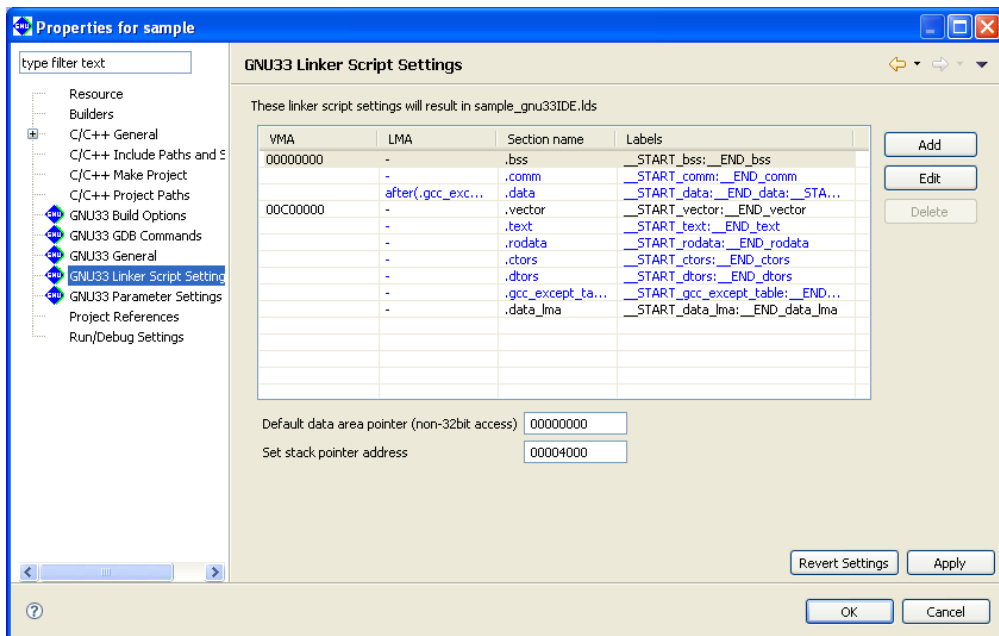 Properties for sample
type filter text
GNU33 Linker Script Settings
Resource
Builders
C/C++ General
C/C++ Include Paths and S
C/C++ Make Project
C/C++ Project Paths
GNU33 Build Options
GNU33 GDB Commands
GNU33 General
GNU33 Linker Script Setting
GNU33 Parameter Settings
Project References
Run/Debug Settings
These linker script settings will result in sample_gnu33IDE.lds
VMA LMA Section name Labels
00000000 - .bss __START_bss:__END_bss
- .comm __START_comm:__END_comm
after(.gcc_exc... .data __START_data:__END_data:__STA...
00C00000 - .vector __START_vector:__END_vector
- .text __START_text:__END_text
- .rodata __START_rodata:__END_rodata
- .ctors __START_ctors:__END_ctors
- .dtors __START_dtors:__END_dtors
- .gcc_except_ta... __START_gcc_except_table:__END...
- .data_lma __START_data_lma:__END_data_lma
Add
Edit
Delete
Default data area pointer (non-32bit access) 00000000
Set stack pointer address 00004000
Revert Settings Apply
OK Cancel